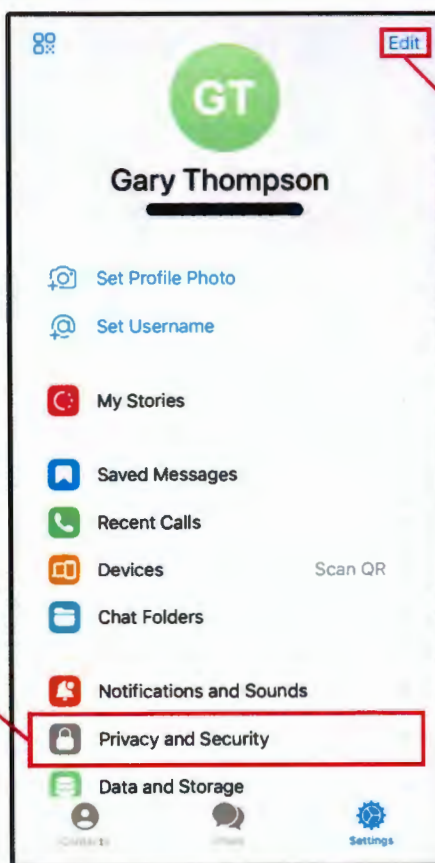 Edit
GT
Gary Thompson
Set Profile Photo
Set Username
My Stories
Saved Messages
Recent Calls
Devices Scan QR
Chat Folders
Notifications and Sounds
Privacy and Security
Data and Storage
Contacts Settings